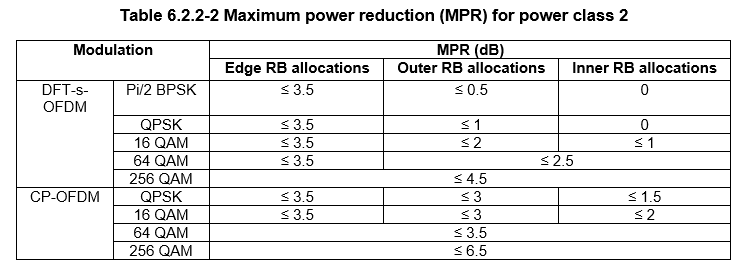 Table 6.2.2-2 Maximum power reduction (MPR) for power class 2
Modulation MPR (dB)
Edge RB allocations Outer RB allocations Inner RB allocations
DFT-s-OFDM Pi/2 BPSK ≤ 3.5 ≤ 0.5 0
QPSK ≤ 3.5 ≤ 1 0
16 QAM ≤ 3.5 ≤ 2 ≤ 1
64 QAM ≤ 3.5 ≤ 2.5
256 QAM ≤ 4.5
CP-OFDM QPSK ≤ 3.5 ≤ 3 ≤ 1.5
16 QAM ≤ 3.5 ≤ 3 ≤ 2
64 QAM ≤ 3.5
256 QAM ≤ 6.5